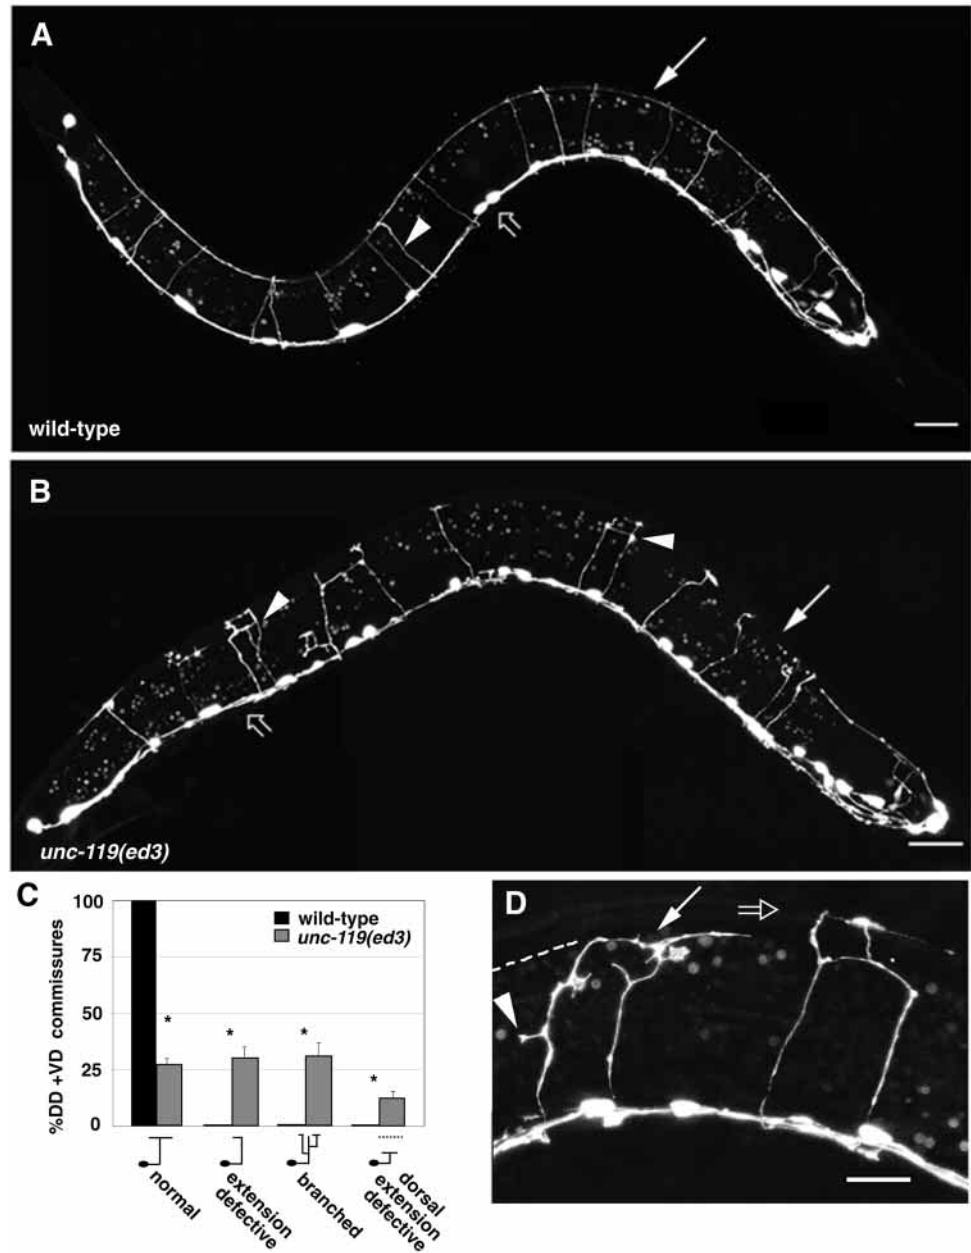 A
wild-type
B
unc-119(ed3)
C
%DD +VD commissures
100
75
50
25
0
wild-type
unc-119(ed3)
*
*
*
*
normal
extension
defective
branched
dorsal
extension
defective
D